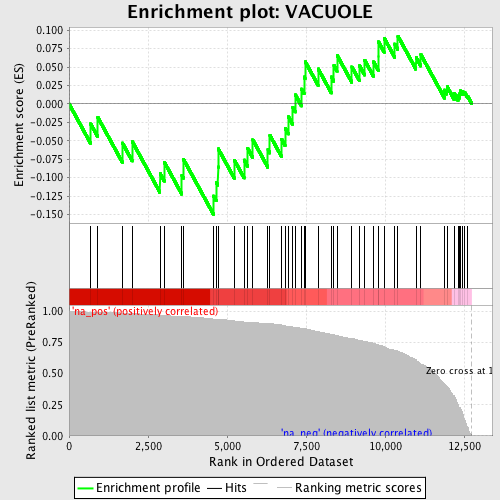 Enrichment plot: VACUOLE
Enrichment score (ES)
0.100
0.075
0.050
0.025
0.000
-0.025
-0.050
-0.075
-0.100
-0.125
-0.150
'na_pos' (positively correlated)
Ranked list metric (PreRanked)
1.00
0.75
0.50
0.25
0.00
Zero cross at 1
'na_neg' (negatively correlated)
0 2,500 5,000 7,500 10,000 12,500
Rank in Ordered Dataset
Enrichment profile Hits Ranking metric scores